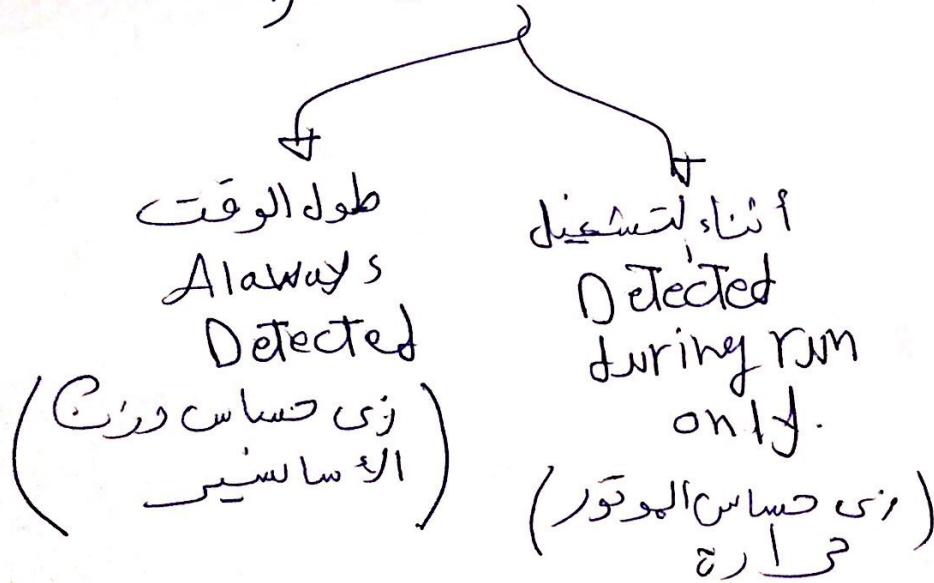 طول الوقت
Alaways
Detected
(زى حساس وزن
الأسانسير)
أثناء التشغيل
Detected
during run
only.
(زى حساس الموتور
حرارة)